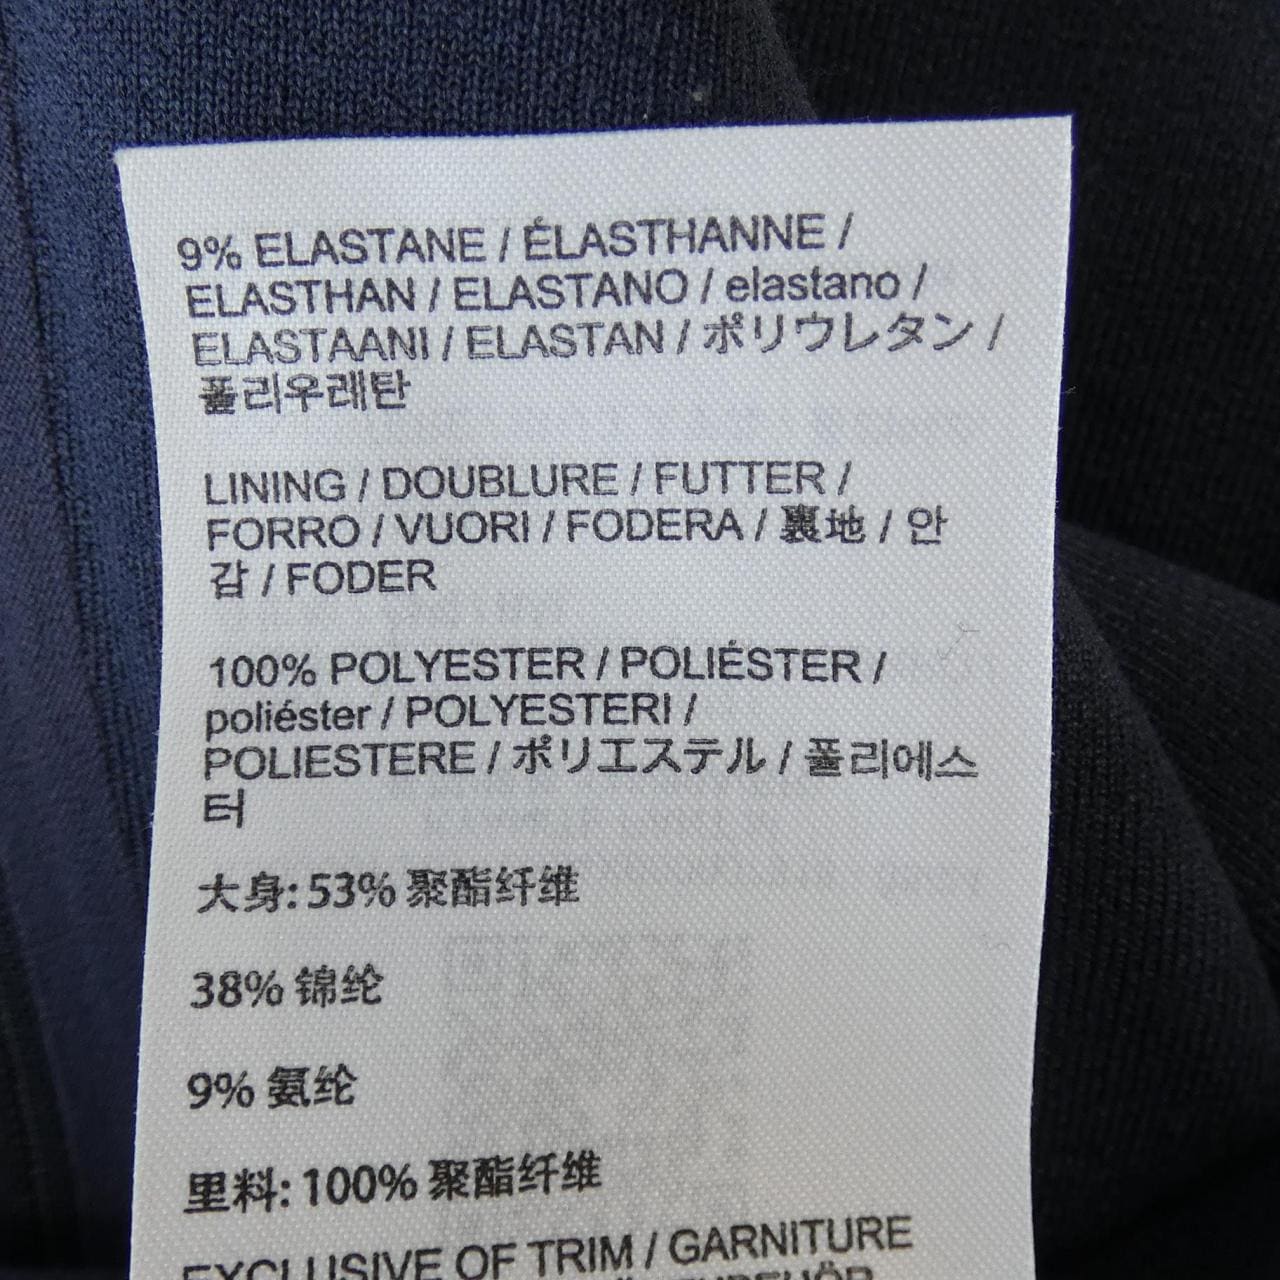 9% ELASTANE / ÉLASTHANNE /
ELASTHAN / ELASTANO / elastano /
ELASTAANI / ELASTAN / ポリウレタン /
폴리우레탄
LINING / DOUBLURE / FUTTER /
FORRO / VUORI / FODERA / 裏地 / 안
감 / FODER
100% POLYESTER / POLIÉSTER /
poliéster / POLYESTERI /
POLIESTERE / ポリエステル / 폴리에스
터
大身: 53% 聚酯纤维
38% 锦纶
9% 氨纶
里料: 100% 聚酯纤维
EXCLUSIVE OF TRIM / GARNITURE